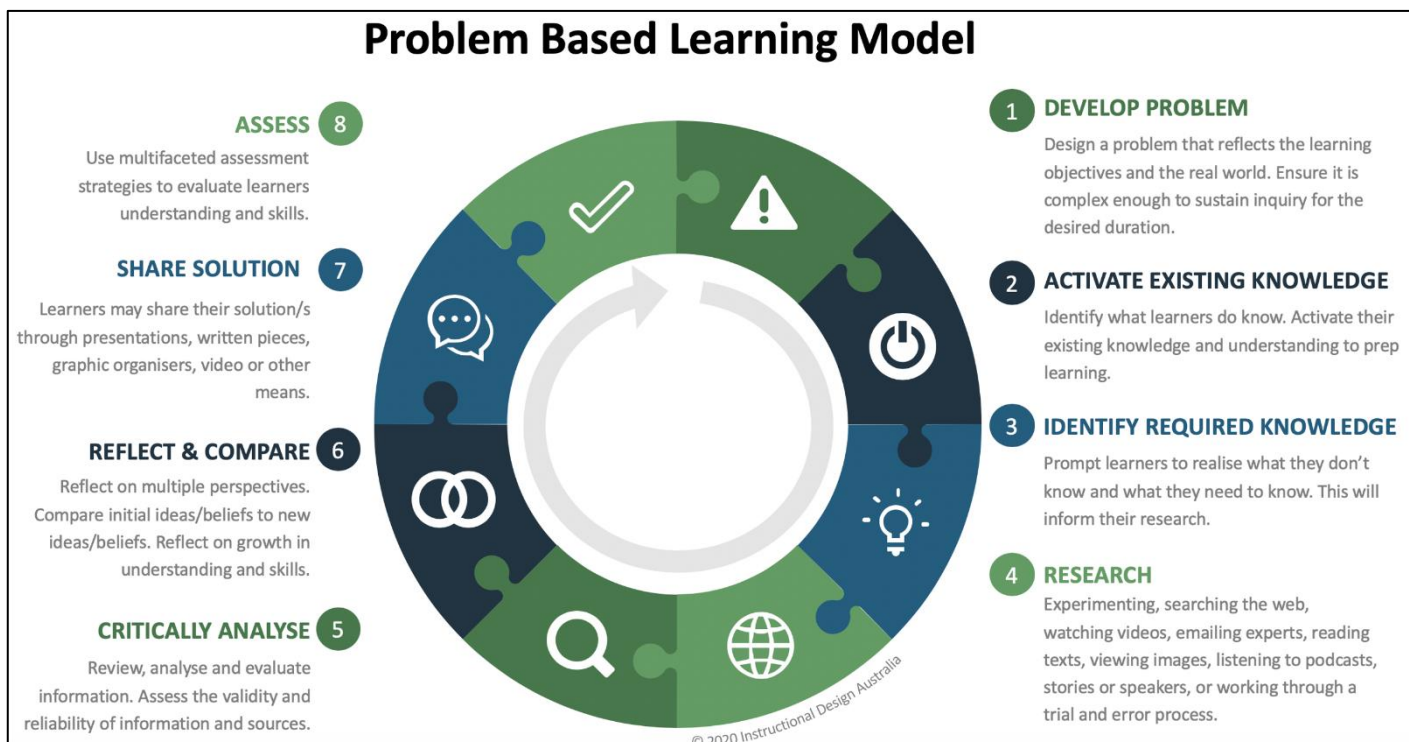 Problem Based Learning Model
1 DEVELOP PROBLEM
Design a problem that reflects the learning
objectives and the real world. Ensure it is
complex enough to sustain inquiry for the
desired duration.
2 ACTIVATE EXISTING KNOWLEDGE
Identify what learners do know. Activate their
existing knowledge and understanding to prep
learning.
3 IDENTIFY REQUIRED KNOWLEDGE
Prompt learners to realise what they don't
know and what they need to know. This will
inform their research.
4 RESEARCH
Experimenting, searching the web,
watching videos, emailing experts, reading
texts, viewing images, listening to podcasts,
stories or speakers, or working through a
trial and error process.
CRITICALLY ANALYSE 5
Review, analyse and evaluate
information. Assess the validity and
reliability of information and sources.
REFLECT & COMPARE 6
Reflect on multiple perspectives.
Compare initial ideas/beliefs to new
ideas/beliefs. Reflect on growth in
understanding and skills.
SHARE SOLUTION 7
Learners may share their solution/s
through presentations, written pieces,
graphic organisers, video or other
means.
ASSESS 8
Use multifaceted assessment
strategies to evaluate learners
understanding and skills.
© 2020 Instructional Design Australia